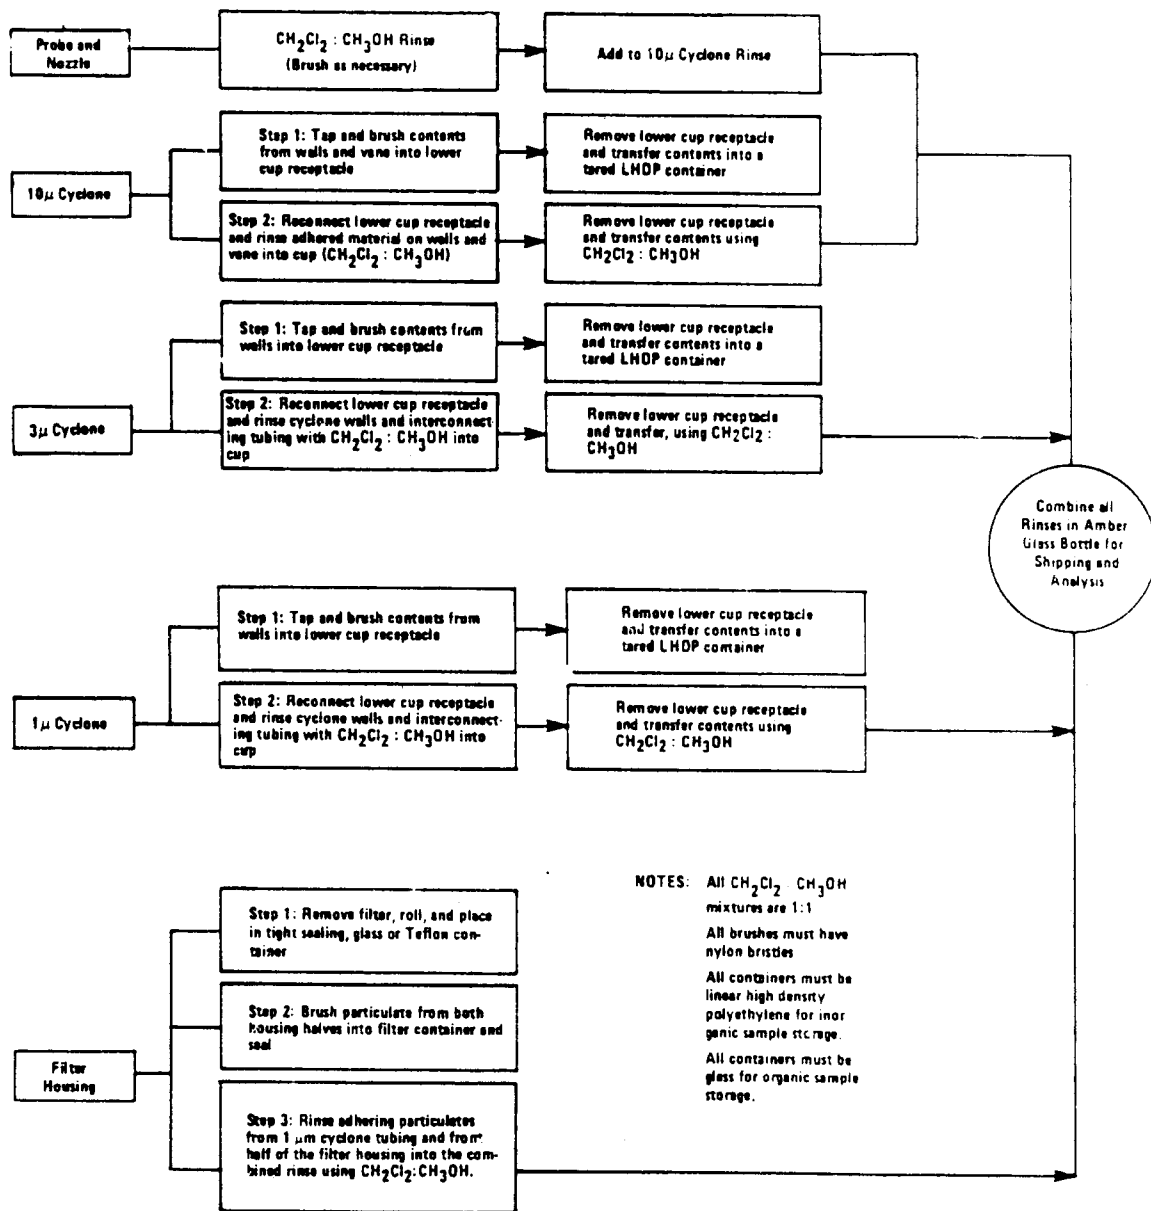 Probe and
Nozzle
CH2Cl2 : CH3OH Rinse
(Brush as necessary)
Add to 10μ Cyclone Rinse
10μ Cyclone
Step 1: Tap and brush contents
from walls and vane into lower
cup receptacle
Remove lower cup receptacle
and transfer contents into a
tared LHDP container
Step 2: Reconnect lower cup receptacle
and rinse adhered material on walls and
vane into cup (CH2Cl2 : CH3OH)
Remove lower cup receptacle
and transfer contents using
CH2Cl2 : CH3OH
3μ Cyclone
Step 1: Tap and brush contents from
walls into lower cup receptacle
Remove lower cup receptacle
and transfer contents into a
tared LHDP container
Step 2: Reconnect lower cup receptacle
and rinse cyclone walls and interconnect-
ing tubing with CH2Cl2 : CH3OH into
cup
Remove lower cup receptacle
and transfer, using CH2Cl2 :
CH3OH
Combine all
Rinses in Amber
Glass Bottle for
Shipping and
Analysis
1μ Cyclone
Step 1: Tap and brush contents from
walls into lower cup receptacle
Remove lower cup receptacle
and transfer contents into a
tared LHDP container
Step 2: Reconnect lower cup receptacle
and rinse cyclone walls and interconnect-
ing tubing with CH2Cl2 : CH3OH into
cup
Remove lower cup receptacle
and transfer contents using
CH2Cl2 : CH3OH
Filter
Housing
Step 1: Remove filter, roll, and place
in tight sealing, glass or Teflon con-
tainer
Step 2: Brush particulate from both
housing halves into filter container and
seal
Step 3: Rinse adhering particulates
from 1 μm cyclone tubing and front
half of the filter housing into the com-
bined rinse using CH2Cl2:CH3OH.
NOTES: All CH2Cl2 CH3OH
mixtures are 1:1
All brushes must have
nylon bristles
All containers must be
linear high density
polyethylene for inor
ganic sample storage.
All containers must be
glass for organic sample
storage.